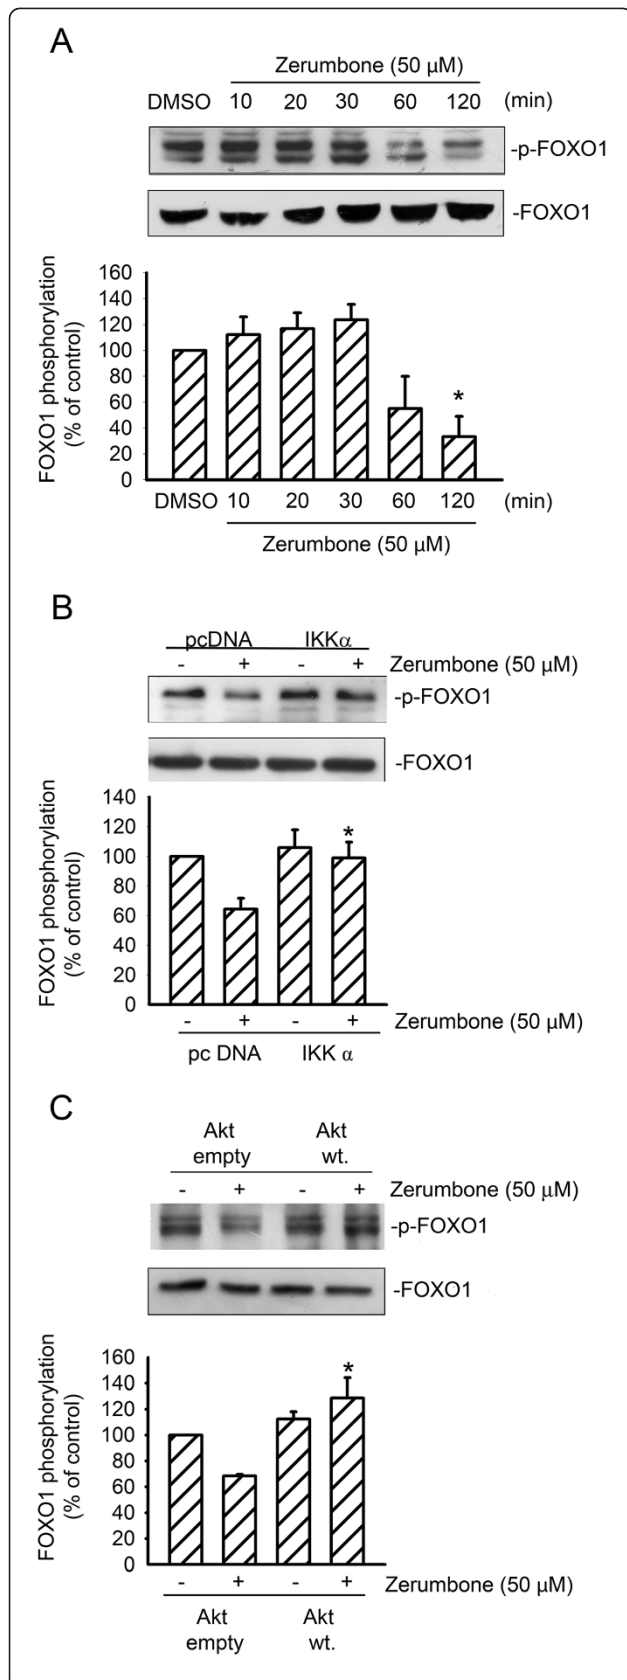 A
Zerumbone (50 μM)
DMSO 10 20 30 60 120 (min)
-p-FOXO1
-FOXO1
FOXO1 phosphorylation
(% of control)
160
140
120
100
80
60
40
20
0
*
DMSO 10 20 30 60 120 (min)
Zerumbone (50 μM)
B
pcDNA IKKα
- + - + Zerumbone (50 μM)
-p-FOXO1
-FOXO1
FOXO1 phosphorylation
(% of control)
140
120
100
80
60
40
20
0
*
- + - + Zerumbone (50 μM)
pc DNA IKK α
C
Akt Akt
empty wt.
- + - + Zerumbone (50 μM)
-p-FOXO1
-FOXO1
FOXO1 phosphorylation
(% of control)
160
140
120
100
80
60
40
20
0
*
- + - + Zerumbone (50 μM)
Akt Akt
empty wt.